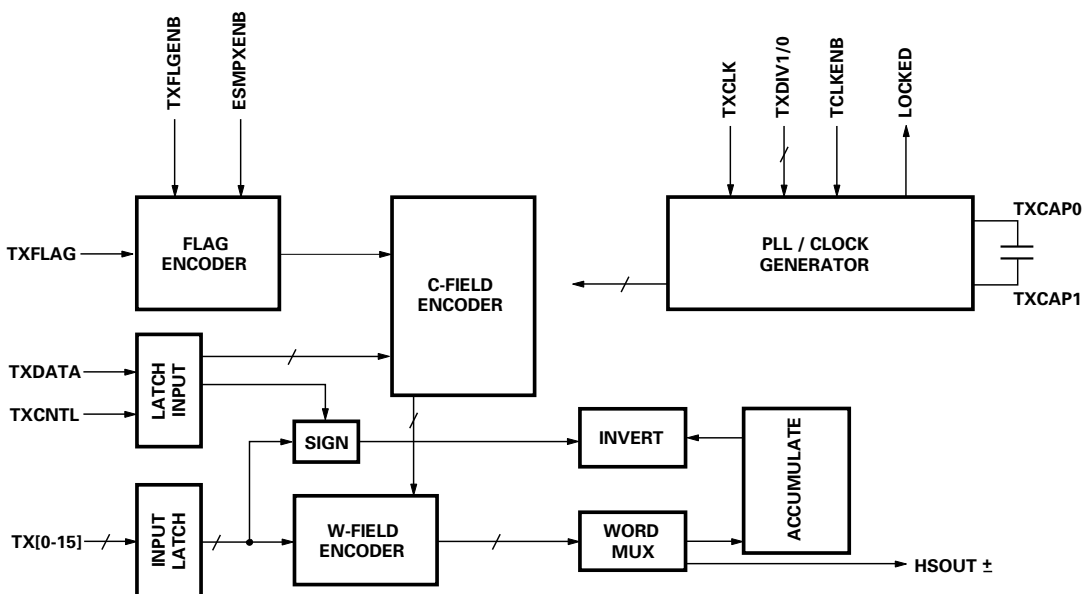 TXFLGENB
ESMPXENB
TXCLK
TXDIV1/0
TCLKENB
LOCKED
TXFLAG
FLAG
ENCODER
C-FIELD
ENCODER
PLL / CLOCK
GENERATOR
TXCAP0
TXCAP1
TXDATA
TXCNTL
LATCH
INPUT
SIGN
INVERT
ACCUMULATE
TX[0-15]
INPUT
LATCH
W-FIELD
ENCODER
WORD
MUX
HSOUT ±